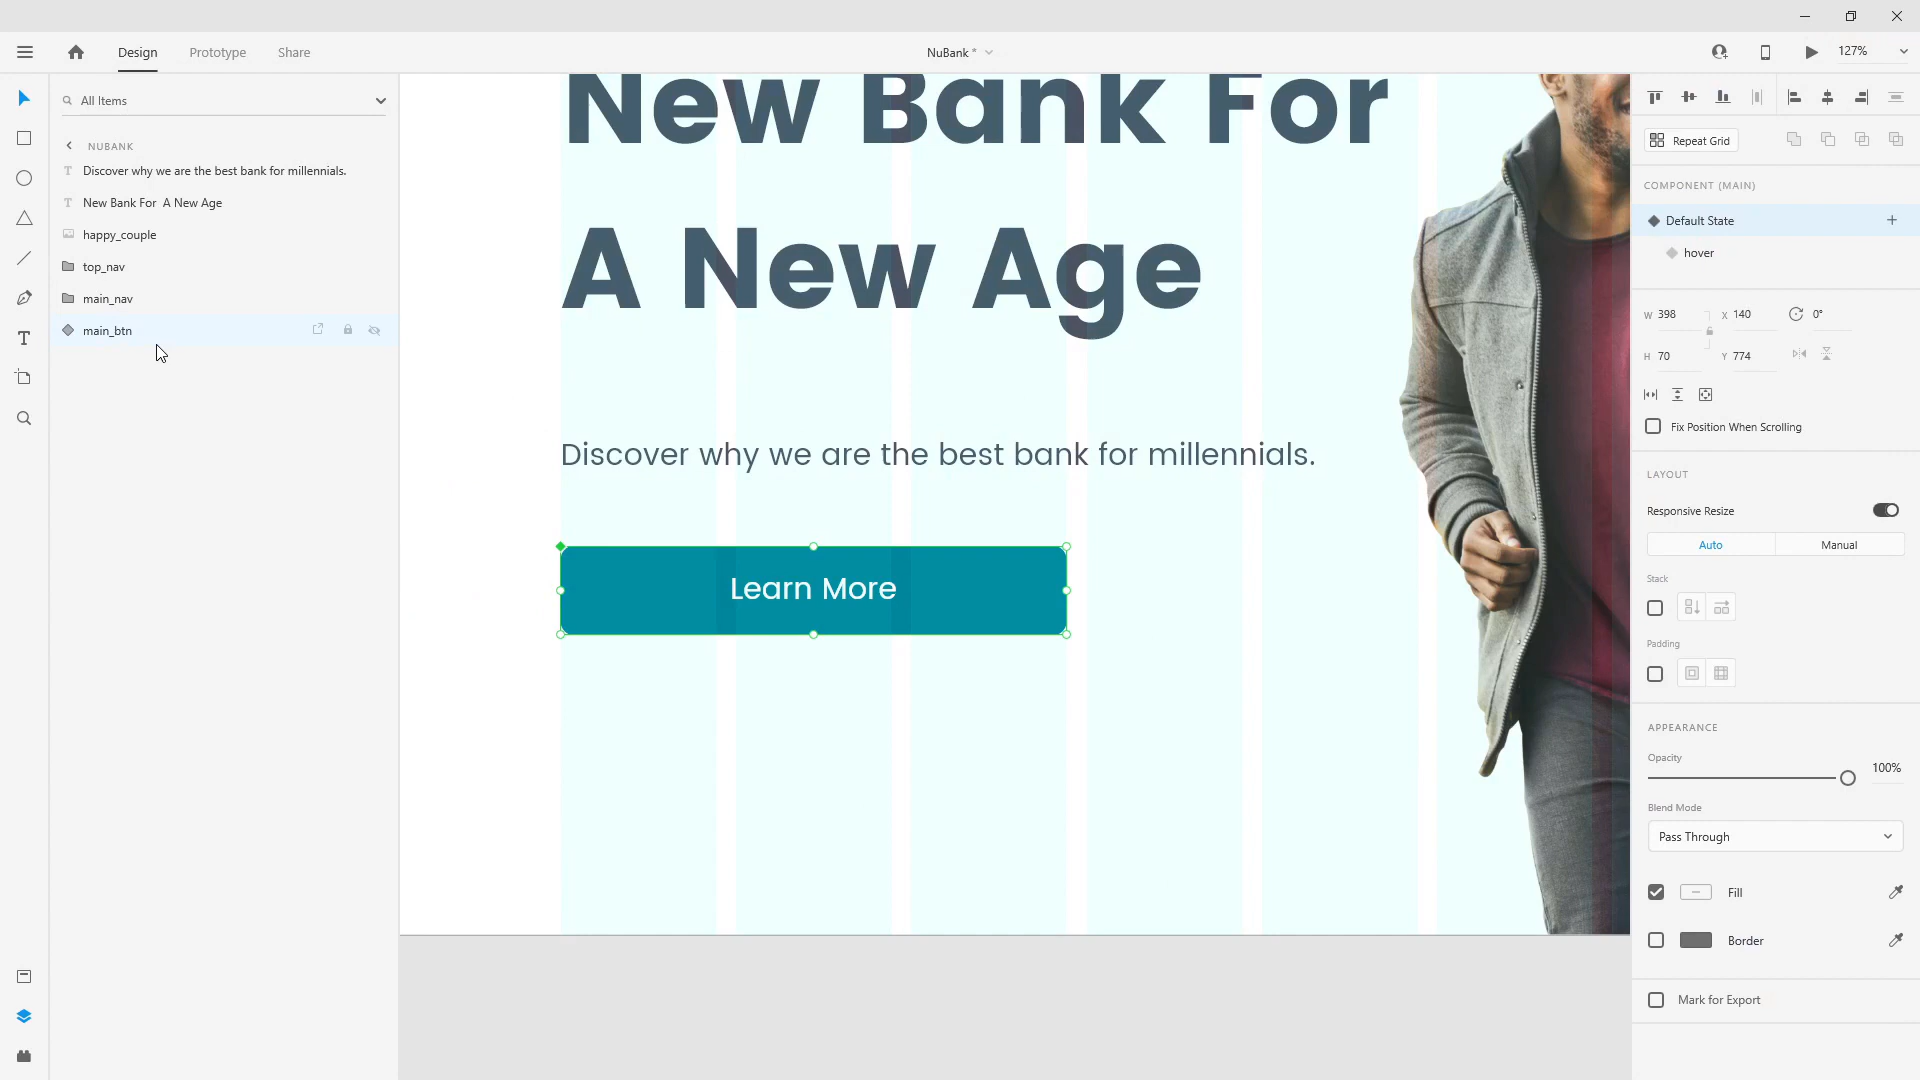 Design
Prototype
Share
NuBank *
127%
All Items
NUBANK
Discover why we are the best bank for millennials.
New Bank For  A New Age
happy_couple
top_nav
main_nav
main_btn
New Bank For
A New Age
Discover why we are the best bank for millennials.
Learn More
Repeat Grid
COMPONENT (MAIN)
Default State
hover
W 398
X 140
0°
H 70
Y 774
Fix Position When Scrolling
LAYOUT
Responsive Resize
Auto
Manual
Stack
Padding
APPEARANCE
Opacity
100%
Blend Mode
Pass Through
Fill
Border
Mark for Export